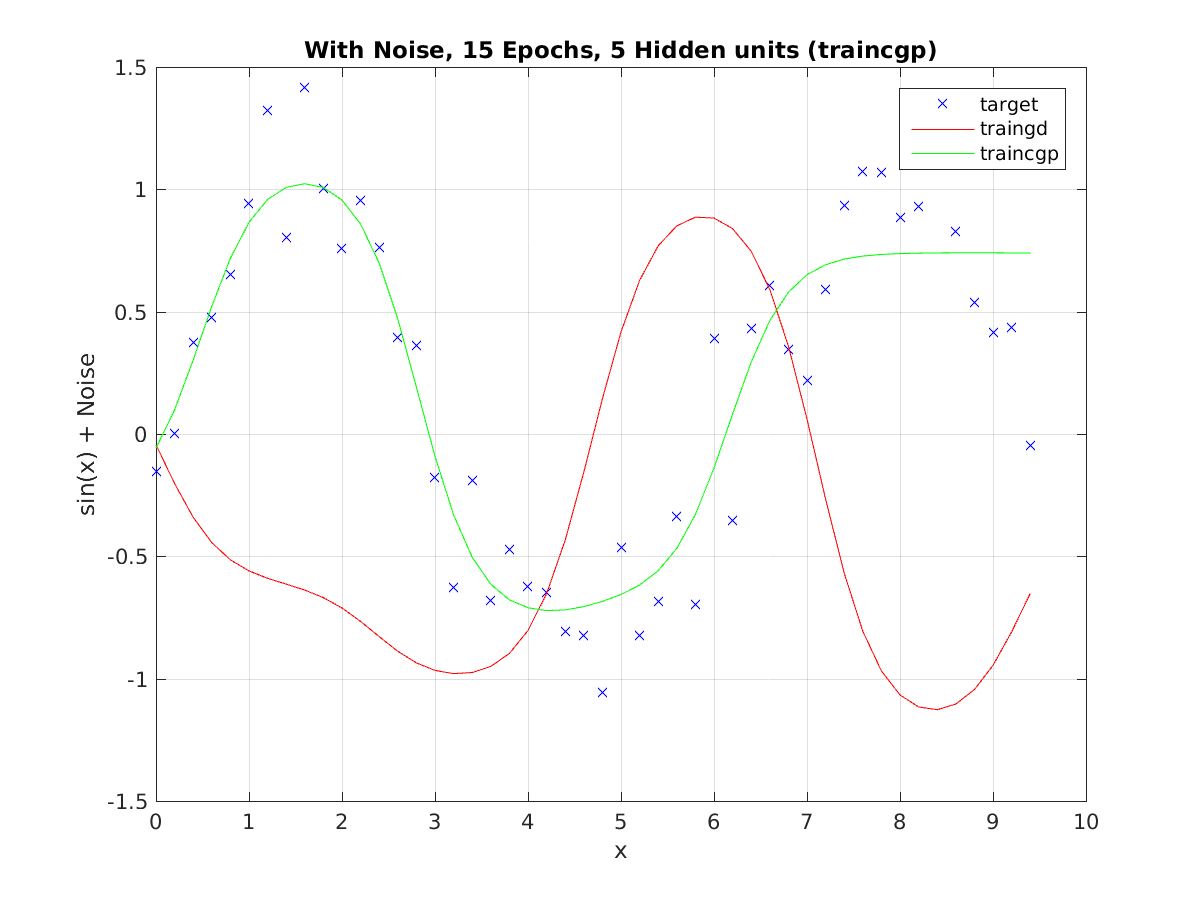 With Noise, 15 Epochs, 5 Hidden units (traincgp)
target
traingd
traincgp
1.5
1
0.5
0
-0.5
-1
-1.5
sin(x) + Noise
0 1 2 3 4 5 6 7 8 9 10
x